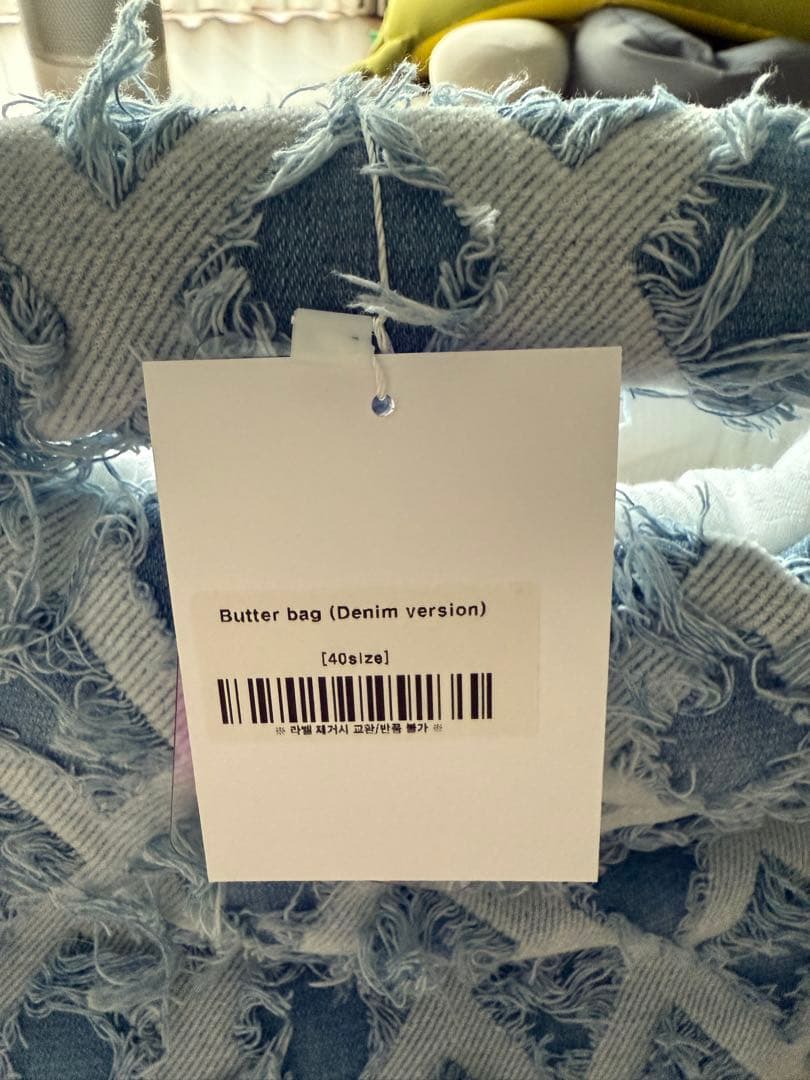 Butter bag (Denim version)
[40size]
※ 라벨 제거시 교환/반품 불가 ※